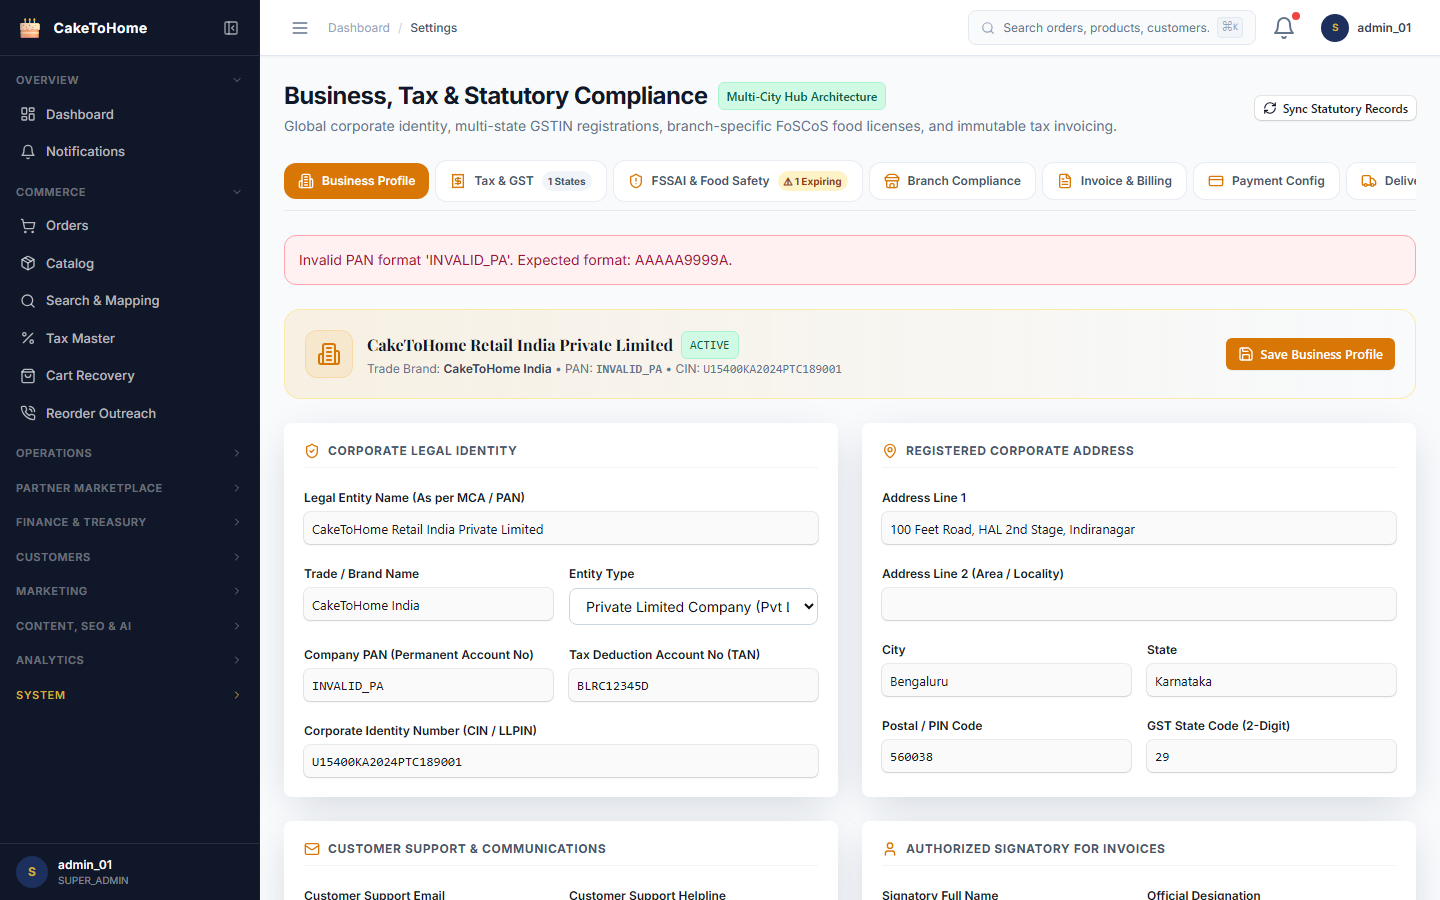 CakeToHome
OVERVIEW
Dashboard
Notifications
COMMERCE
Orders
Catalog
Search & Mapping
Tax Master
Cart Recovery
Reorder Outreach
OPERATIONS
PARTNER MARKETPLACE
FINANCE & TREASURY
CUSTOMERS
MARKETING
CONTENT, SEO & AI
ANALYTICS
SYSTEM
S
admin_01
SUPER_ADMIN
Dashboard / Settings
Search orders, products, customers. ⌘K
S admin_01
Business, Tax & Statutory Compliance Multi-City Hub Architecture
Global corporate identity, multi-state GSTIN registrations, branch-specific FoSCoS food licenses, and immutable tax invoicing.
Sync Statutory Records
Business Profile Tax & GST 1 States FSSAI & Food Safety ⚠ 1 Expiring Branch Compliance Invoice & Billing Payment Config Delive
Invalid PAN format 'INVALID_PA'. Expected format: AAAAA9999A.
CakeToHome Retail India Private Limited ACTIVE
Trade Brand: CakeToHome India • PAN: INVALID_PA • CIN: U15400KA2024PTC189001
Save Business Profile
CORPORATE LEGAL IDENTITY
Legal Entity Name (As per MCA / PAN)
CakeToHome Retail India Private Limited
Trade / Brand Name Entity Type
CakeToHome India Private Limited Company (Pvt L
Company PAN (Permanent Account No) Tax Deduction Account No (TAN)
INVALID_PA BLRC12345D
Corporate Identity Number (CIN / LLPIN)
U15400KA2024PTC189001
REGISTERED CORPORATE ADDRESS
Address Line 1
100 Feet Road, HAL 2nd Stage, Indiranagar
Address Line 2 (Area / Locality)
City State
Bengaluru Karnataka
Postal / PIN Code GST State Code (2-Digit)
560038 29
CUSTOMER SUPPORT & COMMUNICATIONS
Customer Support Email Customer Support Helpline
AUTHORIZED SIGNATORY FOR INVOICES
Signatory Full Name Official Designation